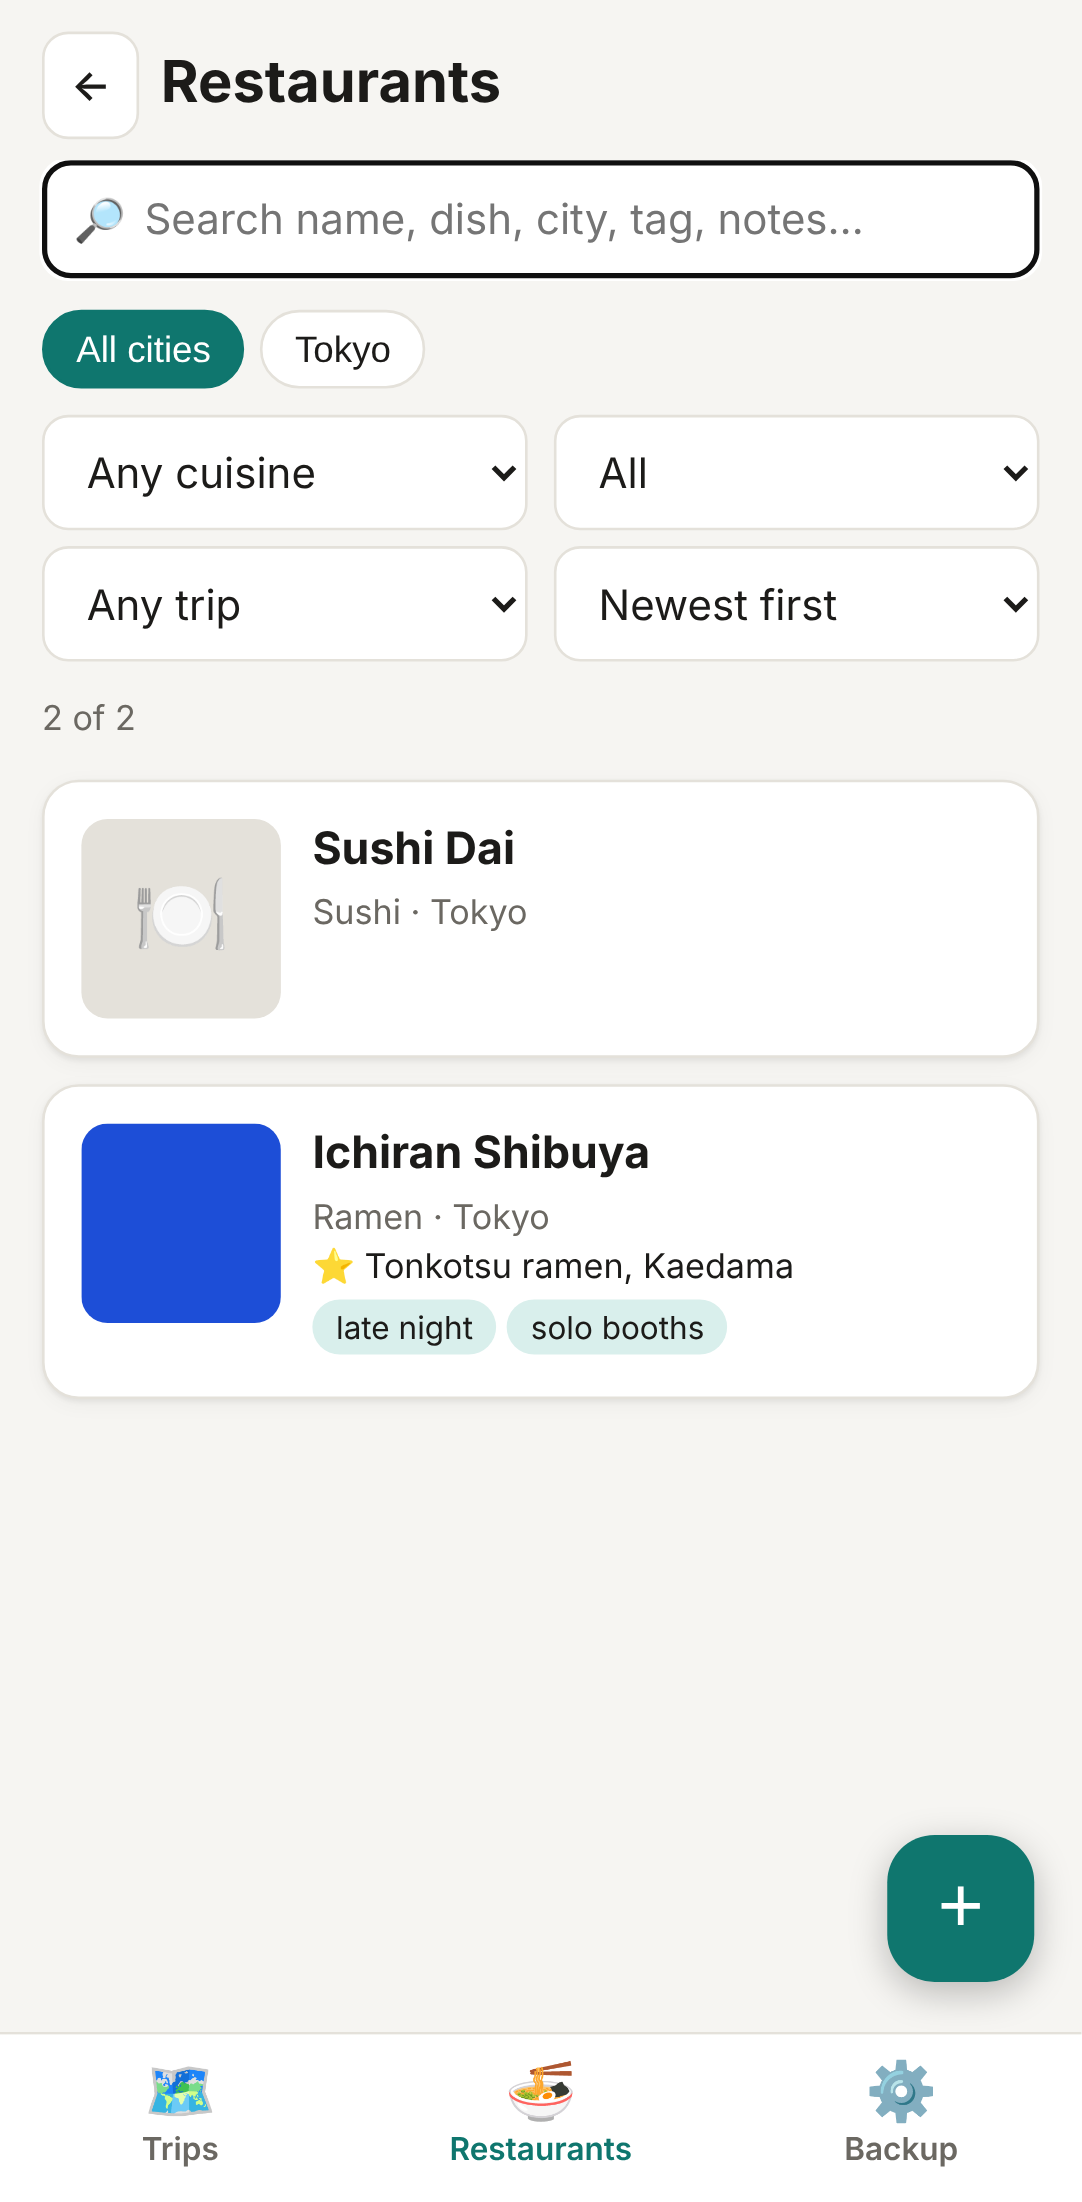 Restaurants
Search name, dish, city, tag, notes...
All cities
Tokyo
Any cuisine
All
Any trip
Newest first
2 of 2
Sushi Dai
Sushi · Tokyo
Ichiran Shibuya
Ramen · Tokyo
Tonkotsu ramen, Kaedama
late night
solo booths
+
Trips
Restaurants
Backup